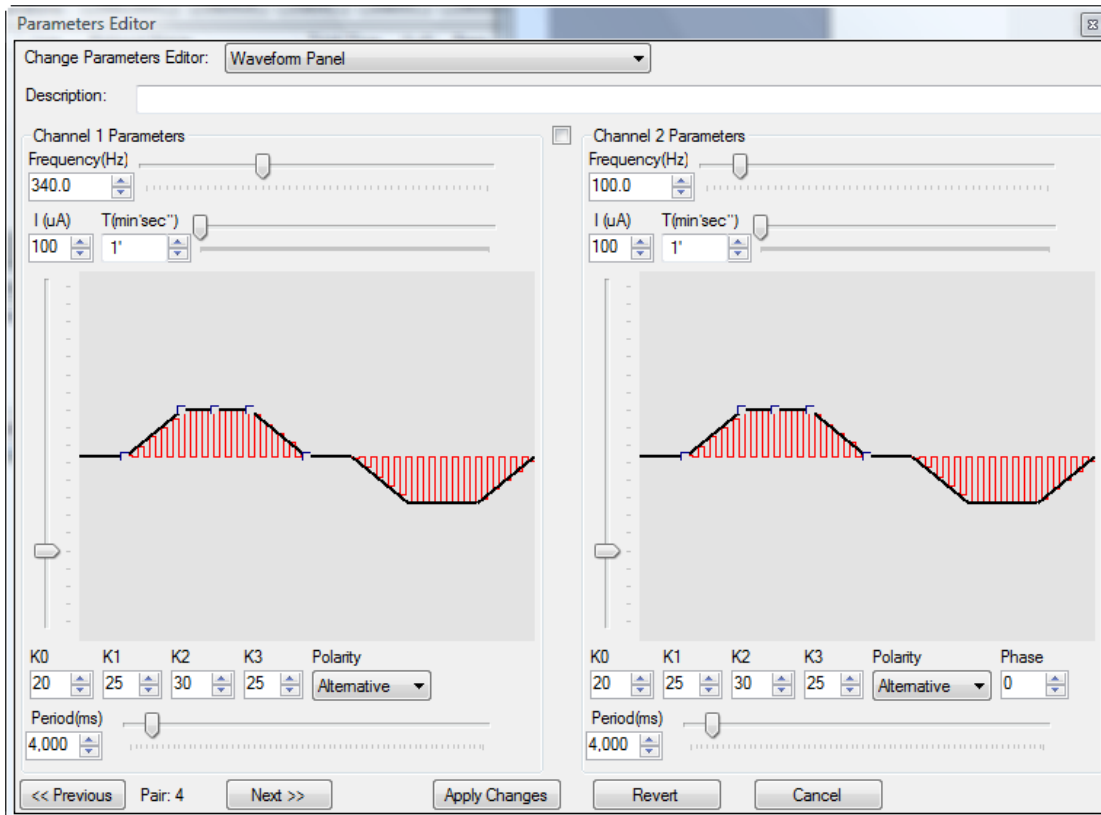 Parameters Editor
Change Parameters Editor: Waveform Panel
Description:
Channel 1 Parameters
Frequency(Hz)
340.0
I (uA) T(min'sec'')
100 1'
K0 K1 K2 K3 Polarity
20 25 30 25 Alternative
Period(ms)
4,000
Channel 2 Parameters
Frequency(Hz)
100.0
I (uA) T(min'sec'')
100 1'
K0 K1 K2 K3 Polarity Phase
20 25 30 25 Alternative 0
Period(ms)
4,000
<< Previous Pair: 4 Next >> Apply Changes Revert Cancel